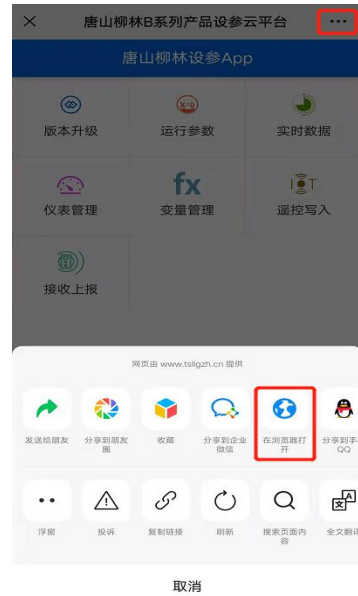 唐山柳林B系列产品设参云平台
唐山柳林设参App
版本升级 运行参数 实时数据
仪表管理 变量管理 遥控写入
接收上报
网页由 www.tsllgzh.cn 提供
发送给朋友 分享到朋友圈 收藏 分享到企业微信 在浏览器打开 分享到手
QQ
浮窗 投诉 复制链接 刷新 搜索页面内容 全文翻译
取消